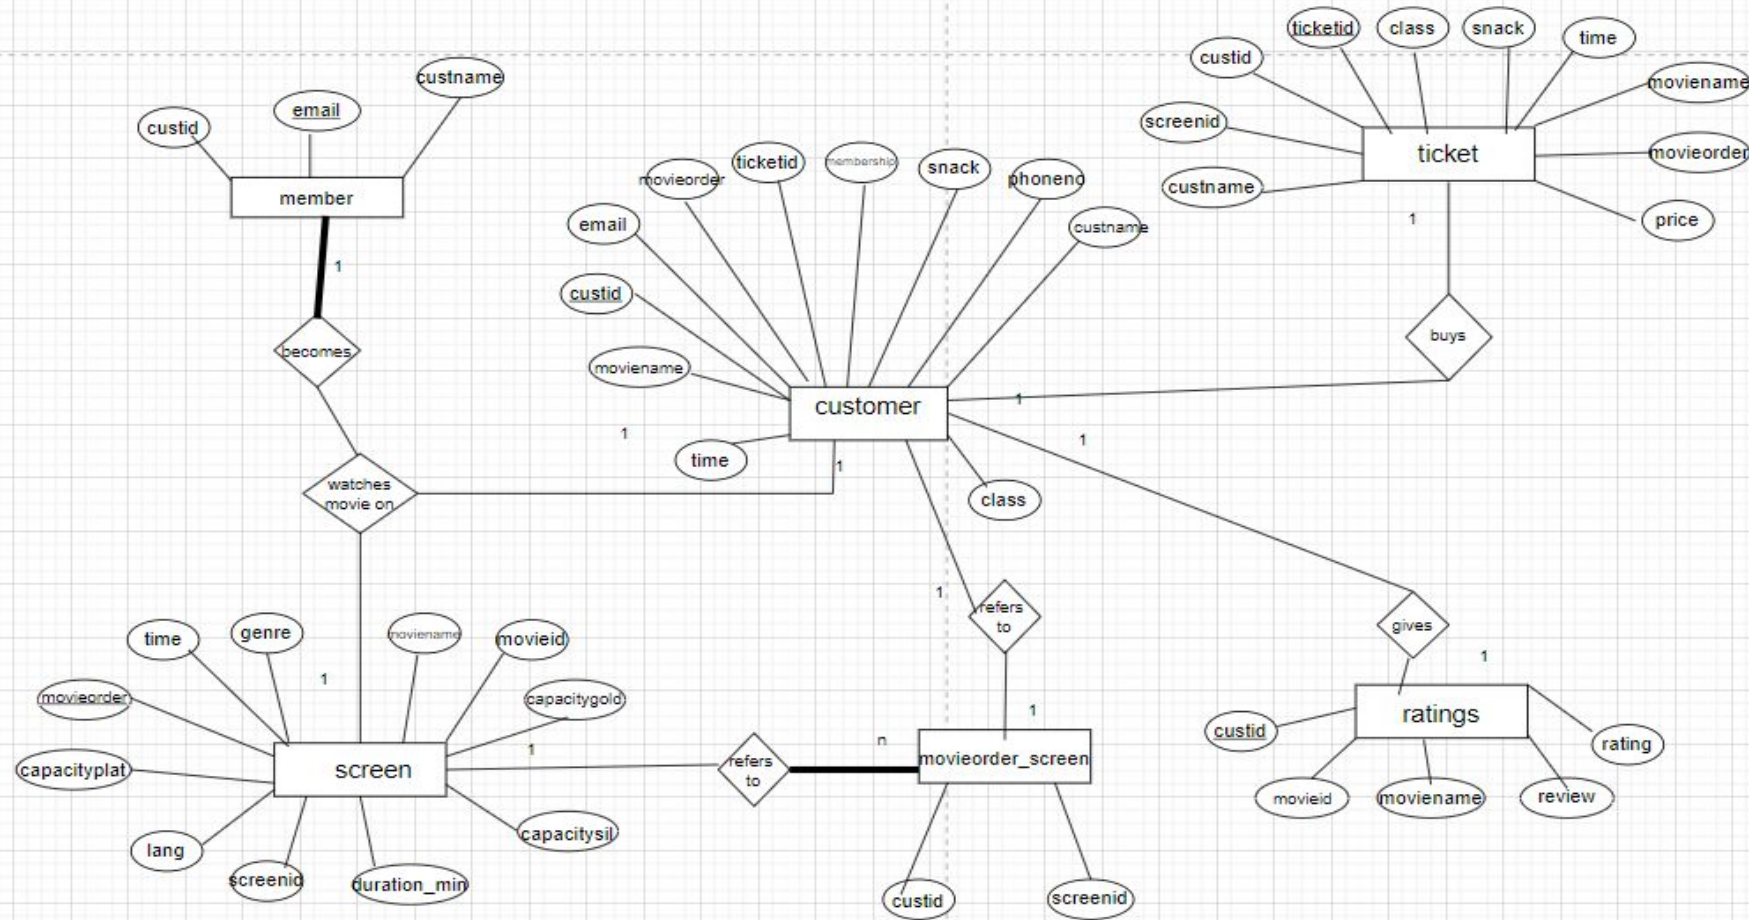 ticketid
class
snack
time
custid
custname
moviename
email
custid
screenid
ticket
movieorder
custname
price
member
movieorder
ticketid
membership
snack
phoneno
custname
email
1
1
custid
becomes
buys
moviename
customer
1
1
1
1
time
watches
movie on
class
1
refers
to
gives
time
genre
moviename
movieid
1
1
movieorder
capacitygold
1
1
n
custid
ratings
rating
capacityplat
screen
refers
to
movieorder_screen
movieid
moviename
review
capacitysil
lang
screenid
duration_min
custid
screenid